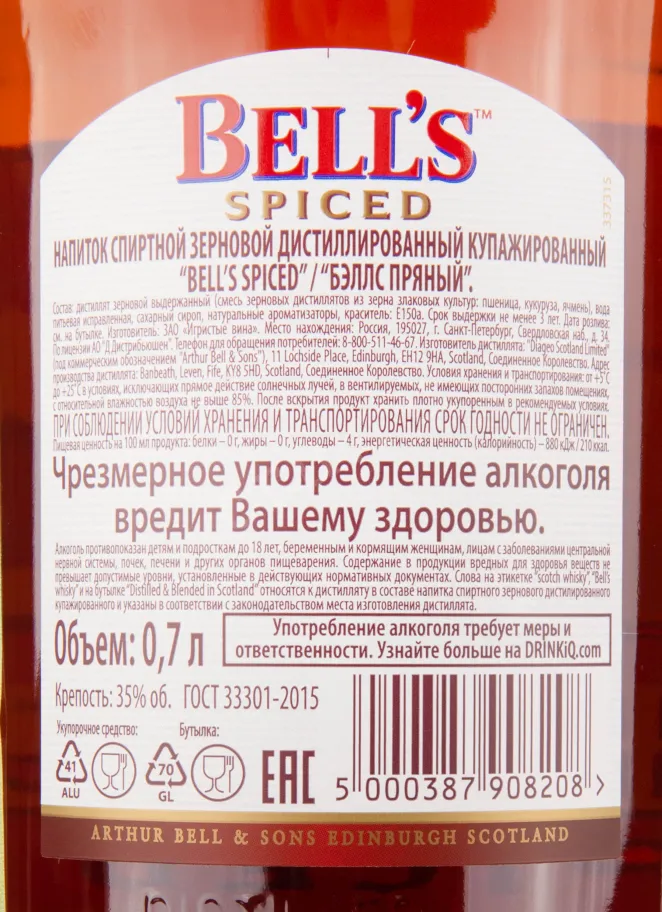 BELL'S™
SPICED
337315
НАПИТОК СПИРТНОЙ ЗЕРНОВОЙ ДИСТИЛЛИРОВАННЫЙ КУПАЖИРОВАННЫЙ
"BELL'S SPICED" / "БЭЛЛС ПРЯНЫЙ".
Состав: дистиллят зерновой выдержанный (смесь зерновых дистиллятов из зерна злаковых культур: пшеница, кукуруза, ячмень), вода
питьевая исправленная, сахарный сироп, натуральные ароматизаторы, краситель: Е150а. Срок выдержки не менее 3 лет. Дата розлива:
см. на бутылке. Изготовитель: ЗАО «Игристые вина». Место нахождения: Россия, 195027, г. Санкт-Петербург, Свердловская наб., д. 34.
По лицензии АО "Д Дистрибьюшен". Телефон для обращения потребителей: 8-800-511-46-67. Изготовитель дистиллята: "Diageo Scotland Limited"
(под коммерческим обозначением "Arthur Bell & Sons"), 11 Lochside Place, Edinburgh, EH12 9HA, Scotland, Соединенное Королевство. Адрес
производства дистиллята: Banbeath, Leven, Fife, KY8 5HD, Scotland, Соединенное Королевство. Условия хранения и транспортирования: от +5°С
до +25°С в условиях, исключающих прямое действие солнечных лучей, в вентилируемых, не имеющих посторонних запахов помещениях,
с относительной влажностью воздуха не выше 85%. После вскрытия продукт хранить плотно укупоренным в рекомендуемых условиях.
ПРИ СОБЛЮДЕНИИ УСЛОВИЙ ХРАНЕНИЯ И ТРАНСПОРТИРОВАНИЯ СРОК ГОДНОСТИ НЕ ОГРАНИЧЕН.
Пищевая ценность на 100 мл продукта: белки – 0 г, жиры – 0 г, углеводы – 4 г, энергетическая ценность (калорийность) – 880 кДж / 210 ккал.
Чрезмерное употребление алкоголя
вредит Вашему здоровью.
Алкоголь противопоказан детям и подросткам до 18 лет, беременным и кормящим женщинам, лицам с заболеваниями центральной
нервной системы, почек, печени и других органов пищеварения. Содержание в продукции вредных для здоровья веществ не
превышает допустимые уровни, установленные в действующих нормативных документах. Слова на этикетке "scotch whisky", "Bell's
whisky" и на бутылке "Distilled & Blended in Scotland" относятся к дистилляту в составе напитка спиртного зернового дистиллированного
купажированного и указаны в соответствии с законодательством места изготовления дистиллята.
Объем: 0,7 л
Употребление алкоголя требует меры и
ответственности. Узнайте больше на DRiNKiQ.com
Крепость: 35% об. ГОСТ 33301-2015
Укупорочное средство: Бутылка:
41
ALU
70
GL
EAC
5 000387 908208 >
ARTHUR BELL & SONS EDINBURGH SCOTLAND